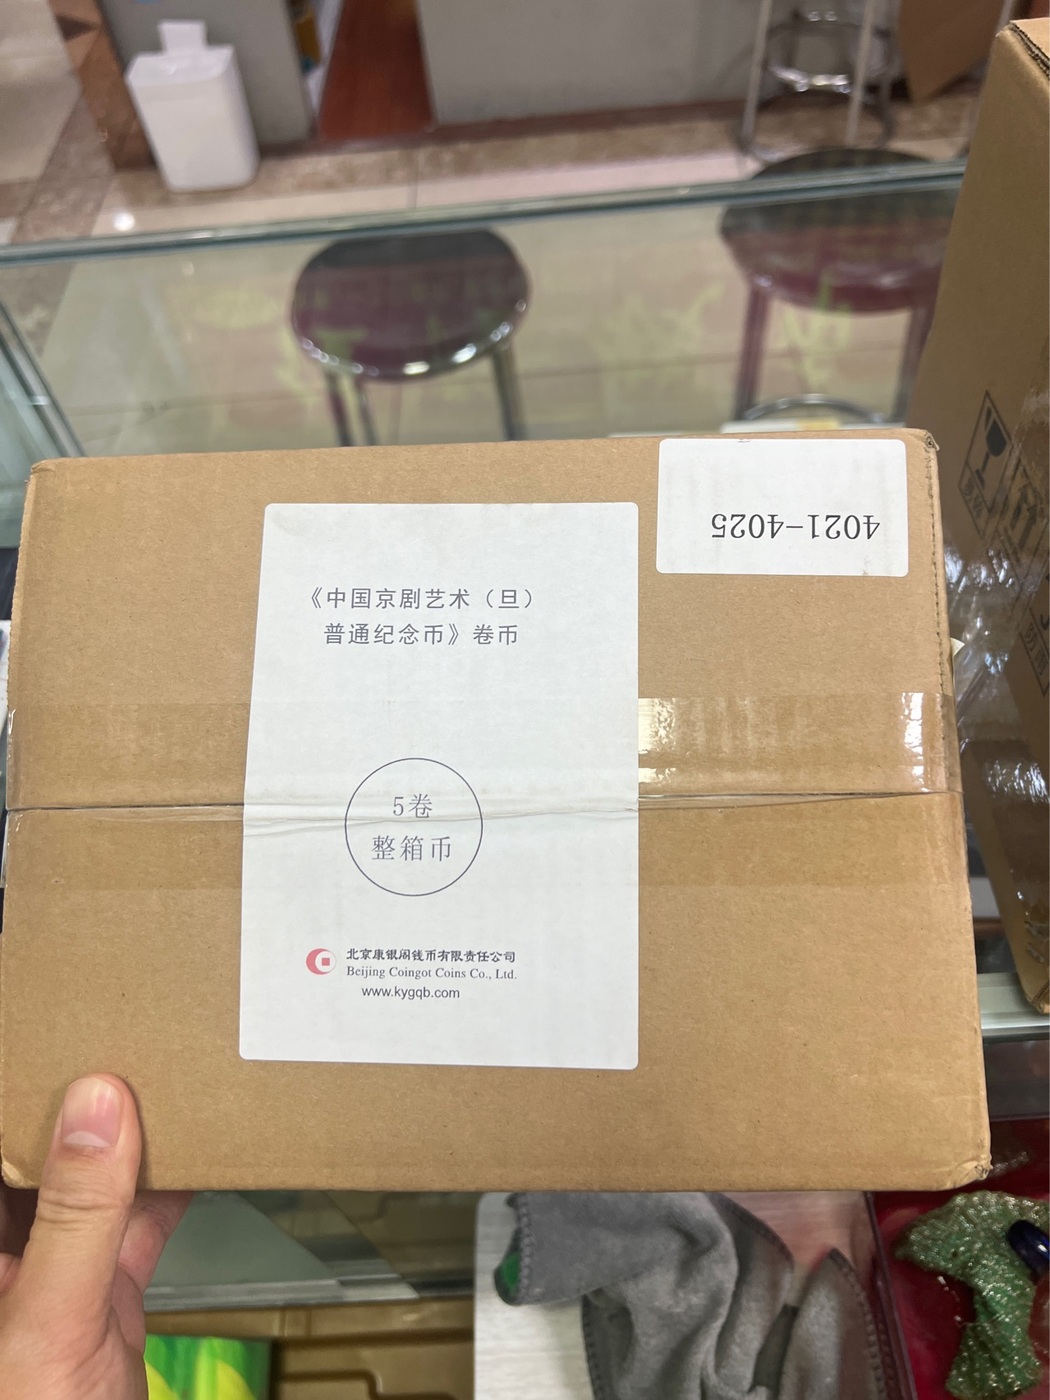 《中国京剧艺术（旦）
普通纪念币》卷币
5卷
整箱币
北京康银阁钱币有限责任公司
Beijing Coingot Coins Co., Ltd.
www.kygqb.com
4021-4025